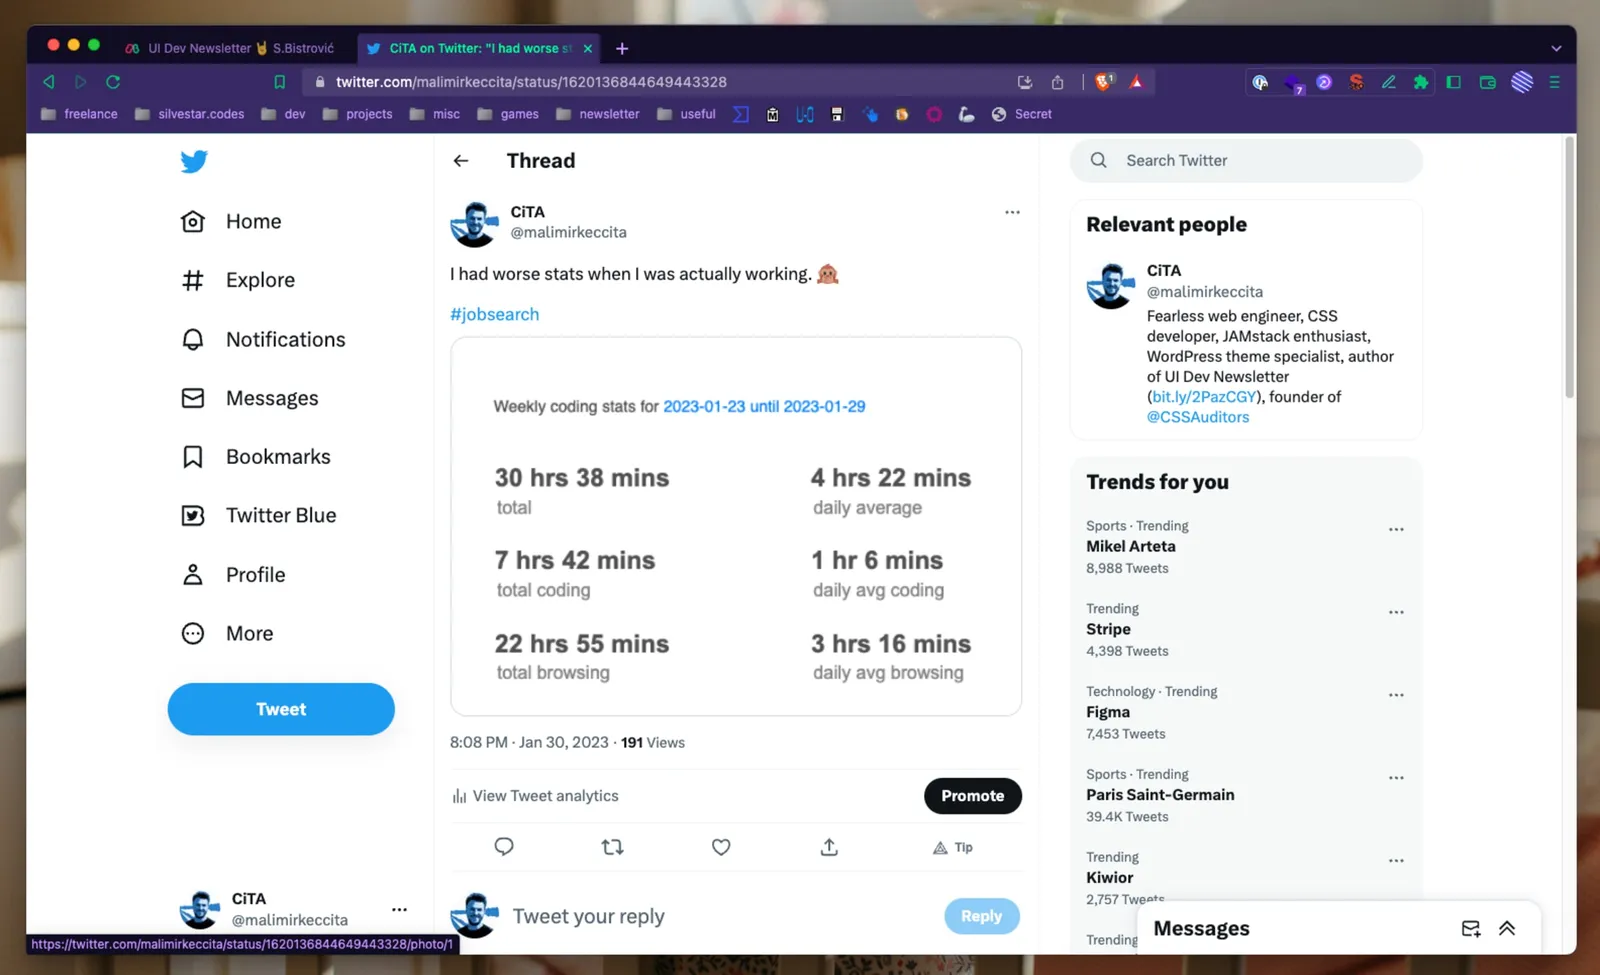 UI Dev Newsletter 🤘 S.Bistrović
CiTA on Twitter: "I had worse st
twitter.com/malimirkeccita/status/1620136844649443328
1
7
freelance
silvestar.codes
dev
projects
misc
games
newsletter
useful
Secret
Home
Explore
Notifications
Messages
Bookmarks
Twitter Blue
Profile
More
Tweet
CiTA
@malimirkeccita
https://twitter.com/malimirkeccita/status/1620136844649443328/photo/1
Thread
CiTA
@malimirkeccita
I had worse stats when I was actually working. 🙊
#jobsearch
Weekly coding stats for 2023-01-23 until 2023-01-29
30 hrs 38 mins
total
4 hrs 22 mins
daily average
7 hrs 42 mins
total coding
1 hr 6 mins
daily avg coding
22 hrs 55 mins
total browsing
3 hrs 16 mins
daily avg browsing
8:08 PM · Jan 30, 2023 · 191 Views
View Tweet analytics
Promote
Tip
Tweet your reply
Reply
Search Twitter
Relevant people
CiTA
@malimirkeccita
Fearless web engineer, CSS
developer, JAMstack enthusiast,
WordPress theme specialist, author
of UI Dev Newsletter
(bit.ly/2PazCGY), founder of
@CSSAuditors
Trends for you
Sports · Trending
Mikel Arteta
8,988 Tweets
Trending
Stripe
4,398 Tweets
Technology · Trending
Figma
7,453 Tweets
Sports · Trending
Paris Saint-Germain
39.4K Tweets
Trending
Kiwior
2,757 Tweets
Trending
Messages